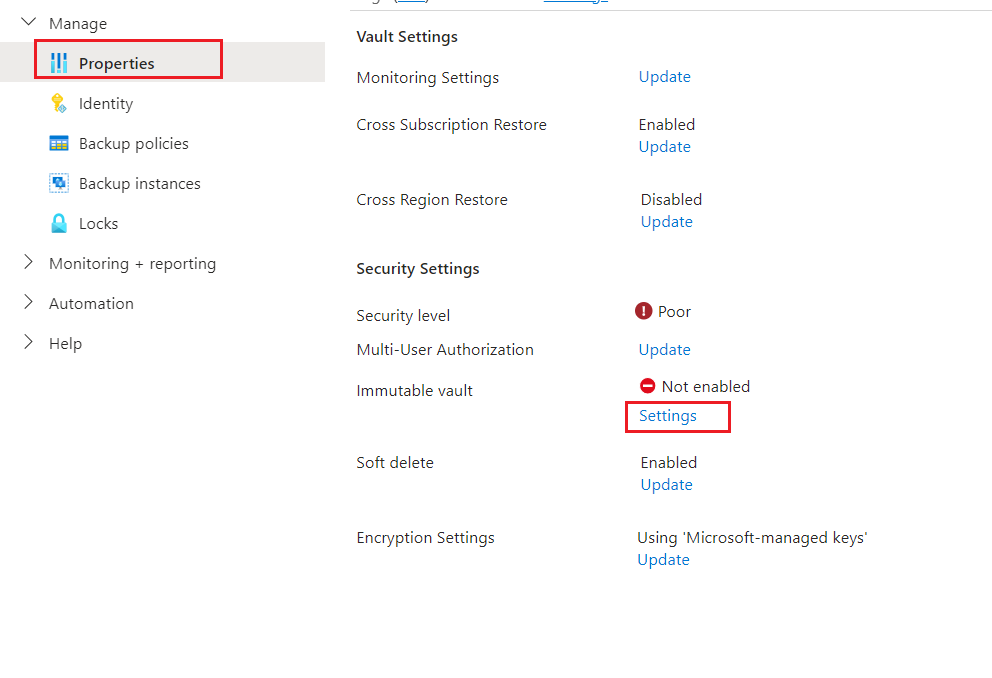 Manage
Properties
Identity
Backup policies
Backup instances
Locks
Monitoring + reporting
Automation
Help
Vault Settings
Monitoring Settings Update
Cross Subscription Restore Enabled
Update
Cross Region Restore Disabled
Update
Security Settings
Security level Poor
Multi-User Authorization Update
Immutable vault Not enabled
Settings
Soft delete Enabled
Update
Encryption Settings Using 'Microsoft-managed keys'
Update